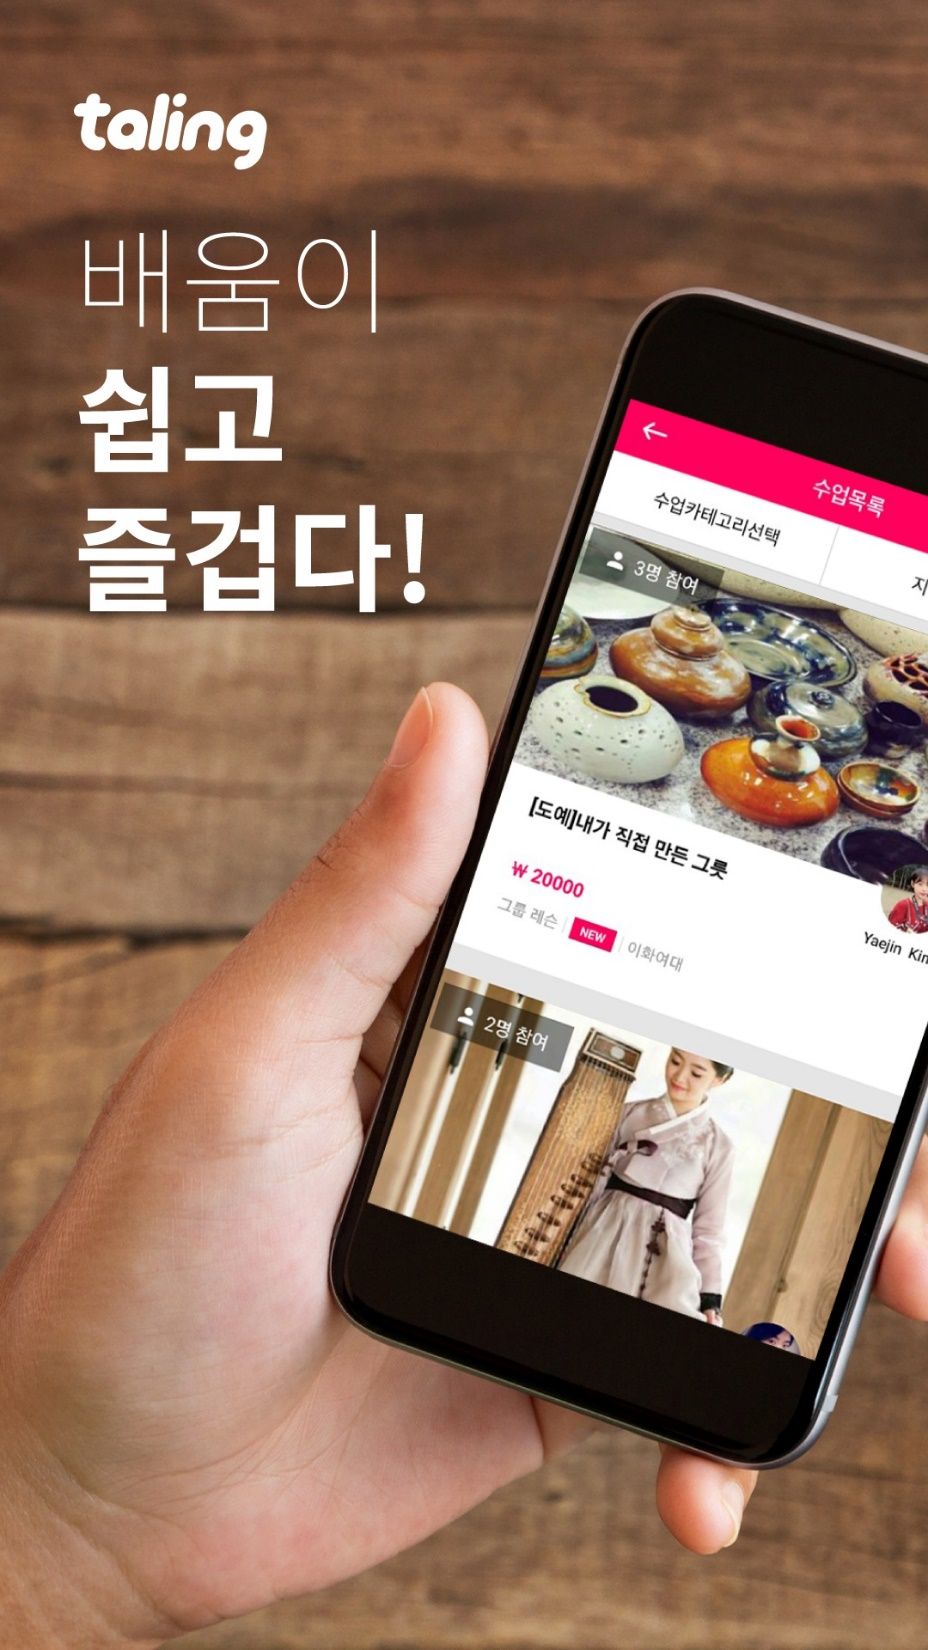 taling
배움이
쉽고
즐겁다!
수업목록
수업카테고리선택
3명 참여
[도예]내가 직접 만든 그릇
₩ 20000
그룹 레슨
NEW
이화여대
Yaejin
2명 참여